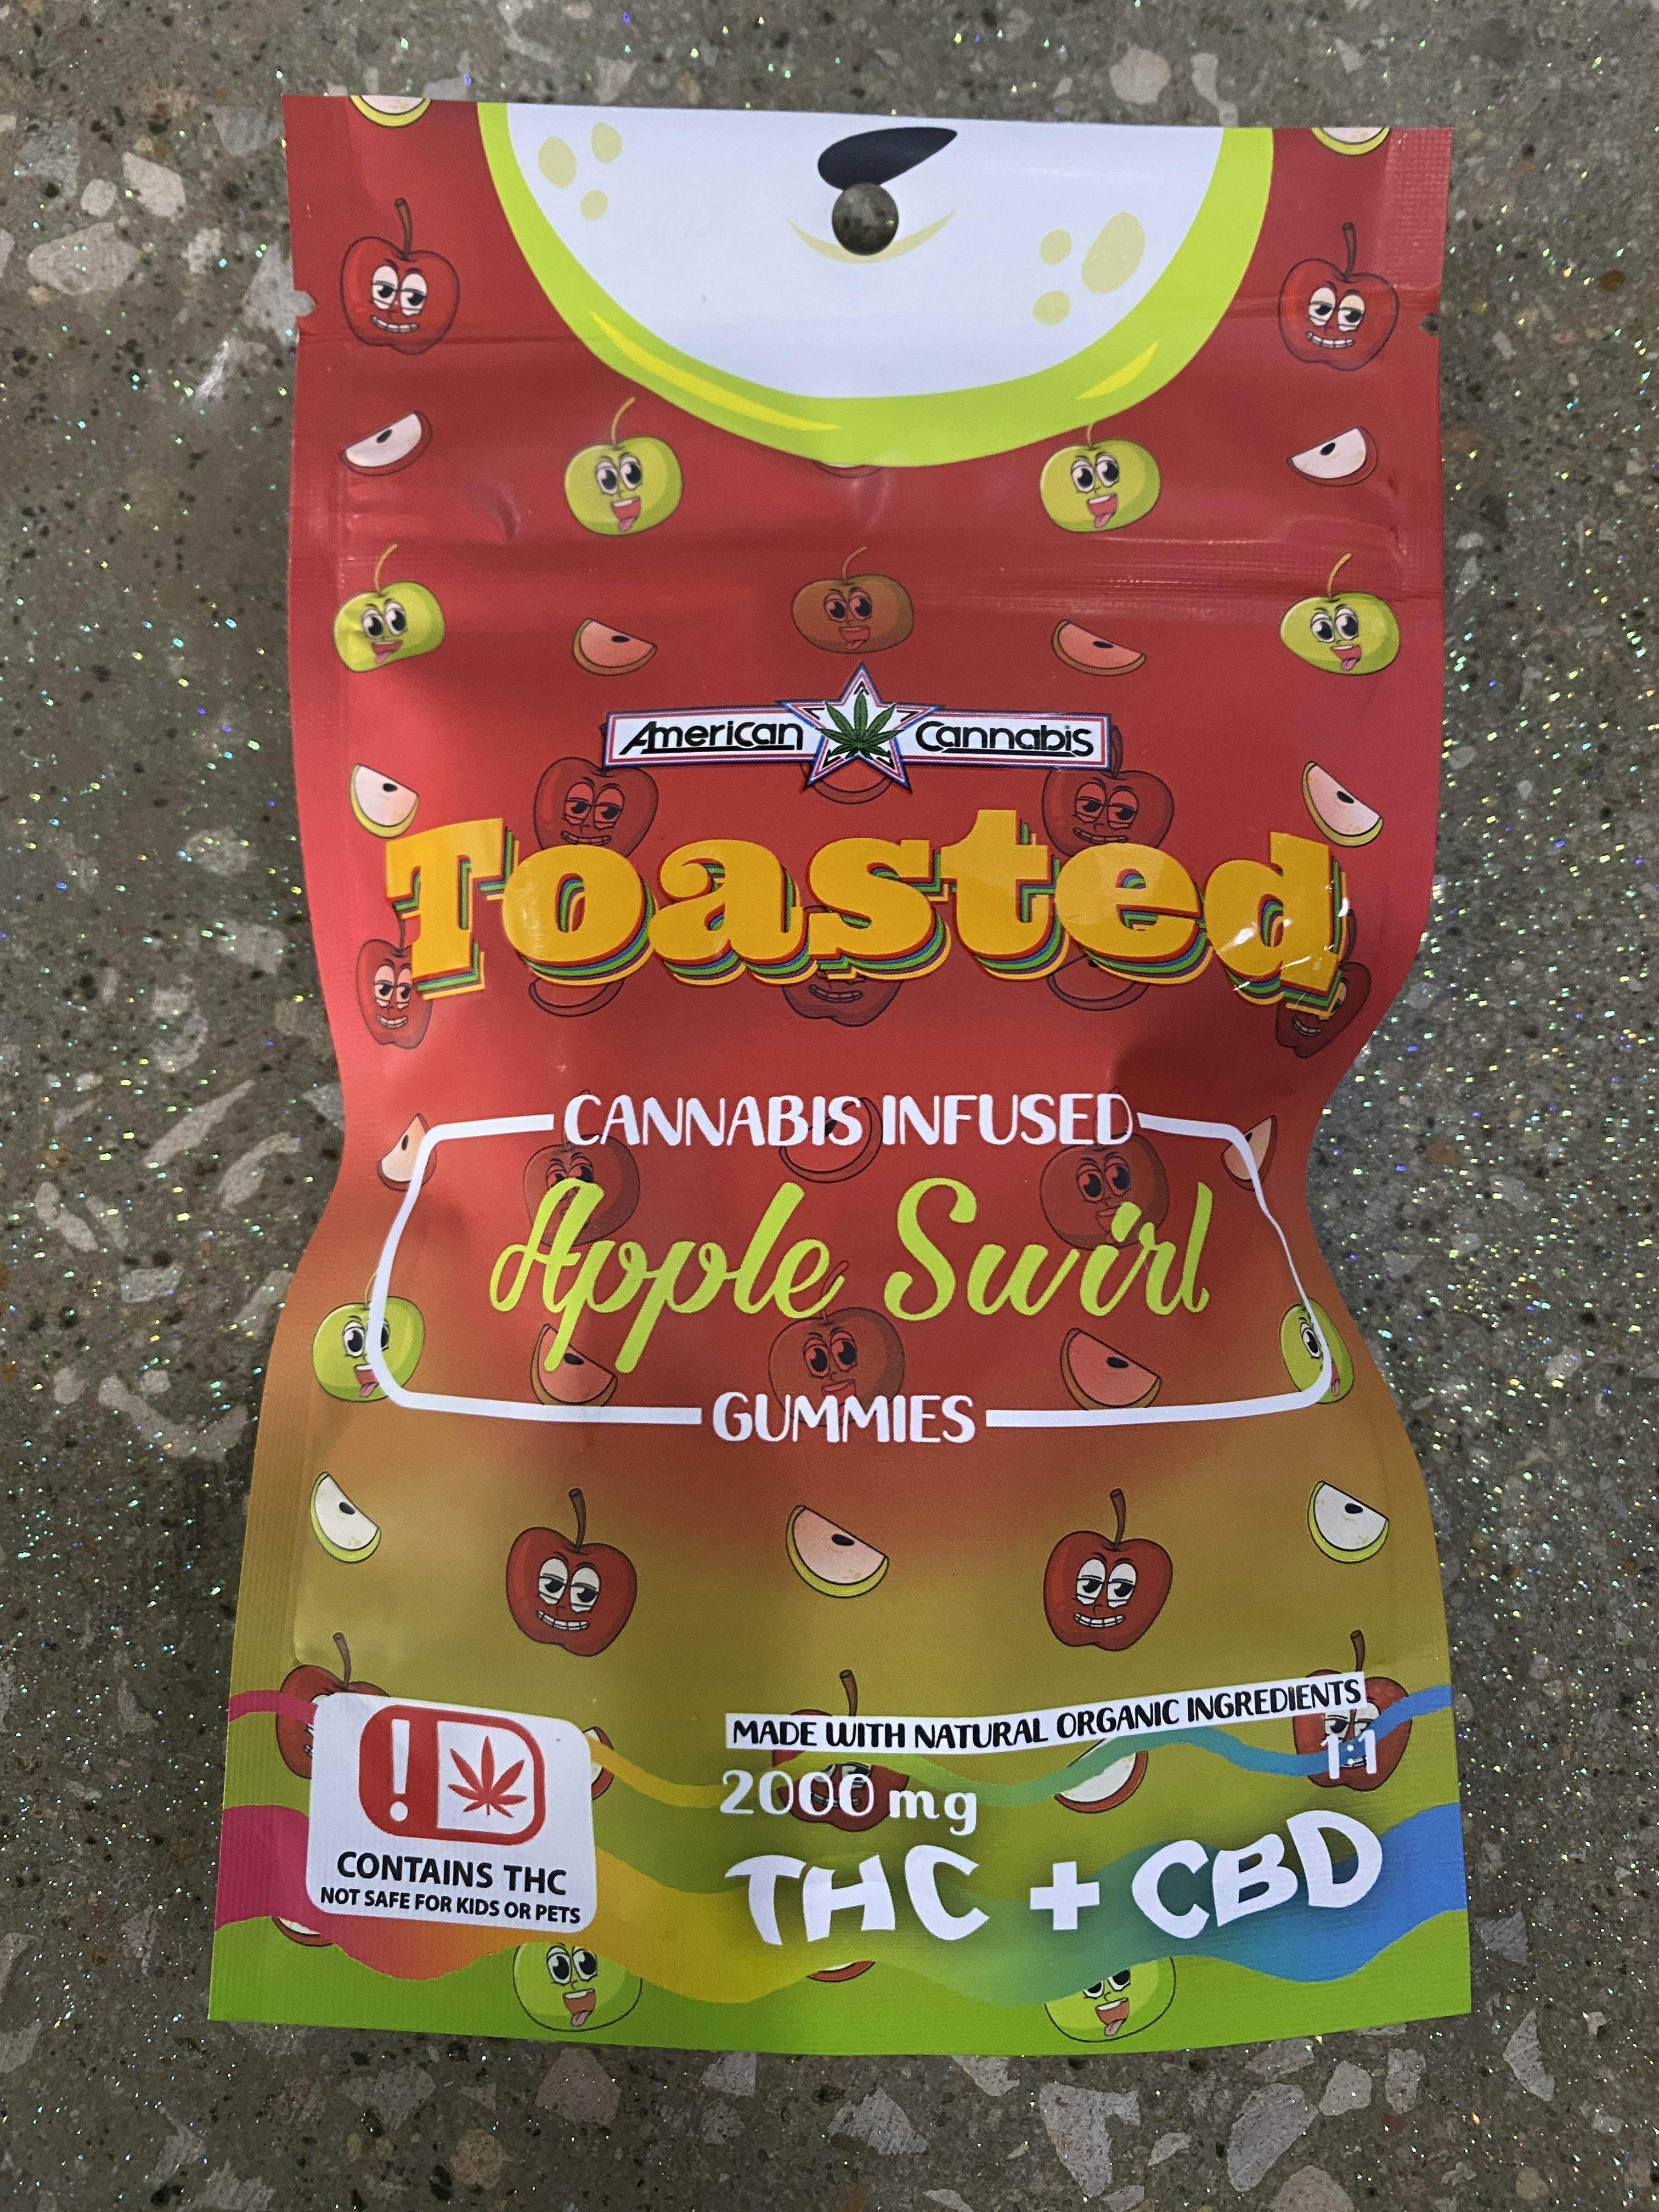 American Cannabis
Toasted
CANNABIS INFUSED
Apple Swirl
GUMMIES
MADE WITH NATURAL ORGANIC INGREDIENTS
1:1
2000 mg
THC + CBD
!
CONTAINS THC
NOT SAFE FOR KIDS OR PETS